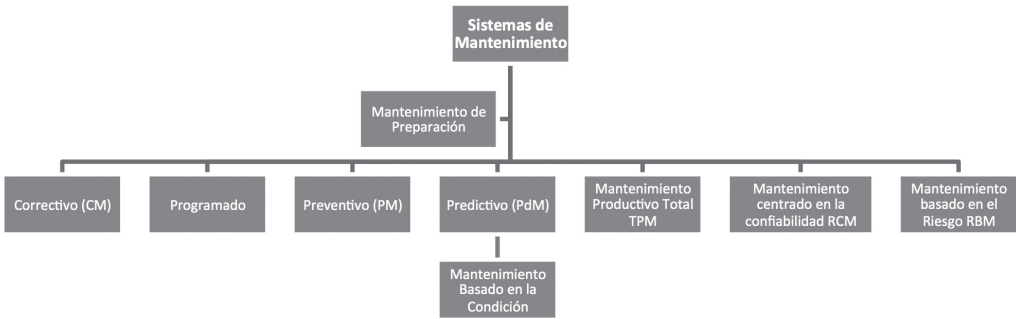 Sistemas de
Mantenimiento
Mantenimiento de
Preparación
Correctivo (CM)
Programado
Preventivo (PM)
Predictivo (PdM)
Mantenimiento
Productivo Total
TPM
Mantenimiento
centrado en la
confiabilidad RCM
Mantenimiento
basado en el
Riesgo RBM
Mantenimiento
Basado en la
Condición